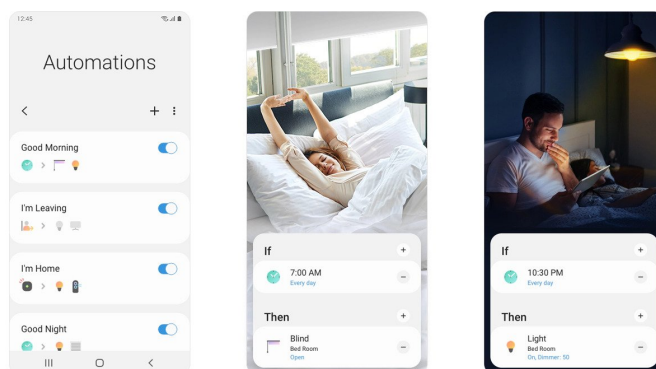 12:45
Automations
Good Morning
I'm Leaving
I'm Home
Good Night
If
7:00 AM
Every day
Then
Blind
Bed Room
Open
If
10:30 PM
Every day
Then
Light
Bed Room
On, Dimmer: 50